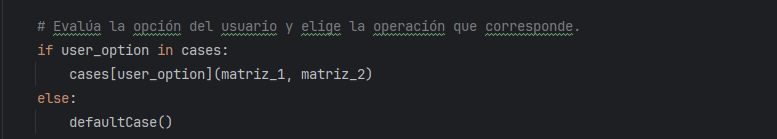 # Evalúa la opción del usuario y elige la operación que corresponde.
if user_option in cases:
    cases[user_option](matriz_1, matriz_2)
else:
    defaultCase()